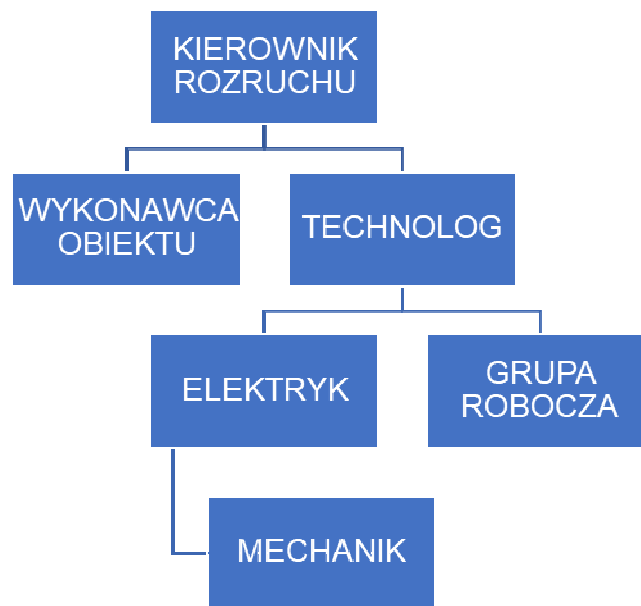 KIEROWNIK
ROZRUCHU
WYKONAWCA
OBIEKTU
TECHNOLOG
ELEKTRYK
GRUPA
ROBOCZA
MECHANIK